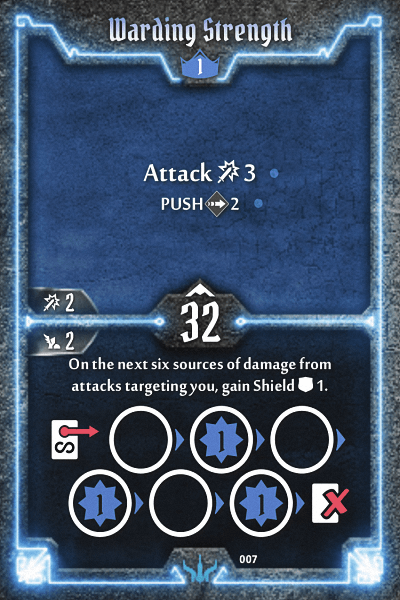 Warding Strength
1
Attack 3
PUSH 2
2
32
2
On the next six sources of damage from
attacks targeting you, gain Shield 1.
S
1
1 1
007